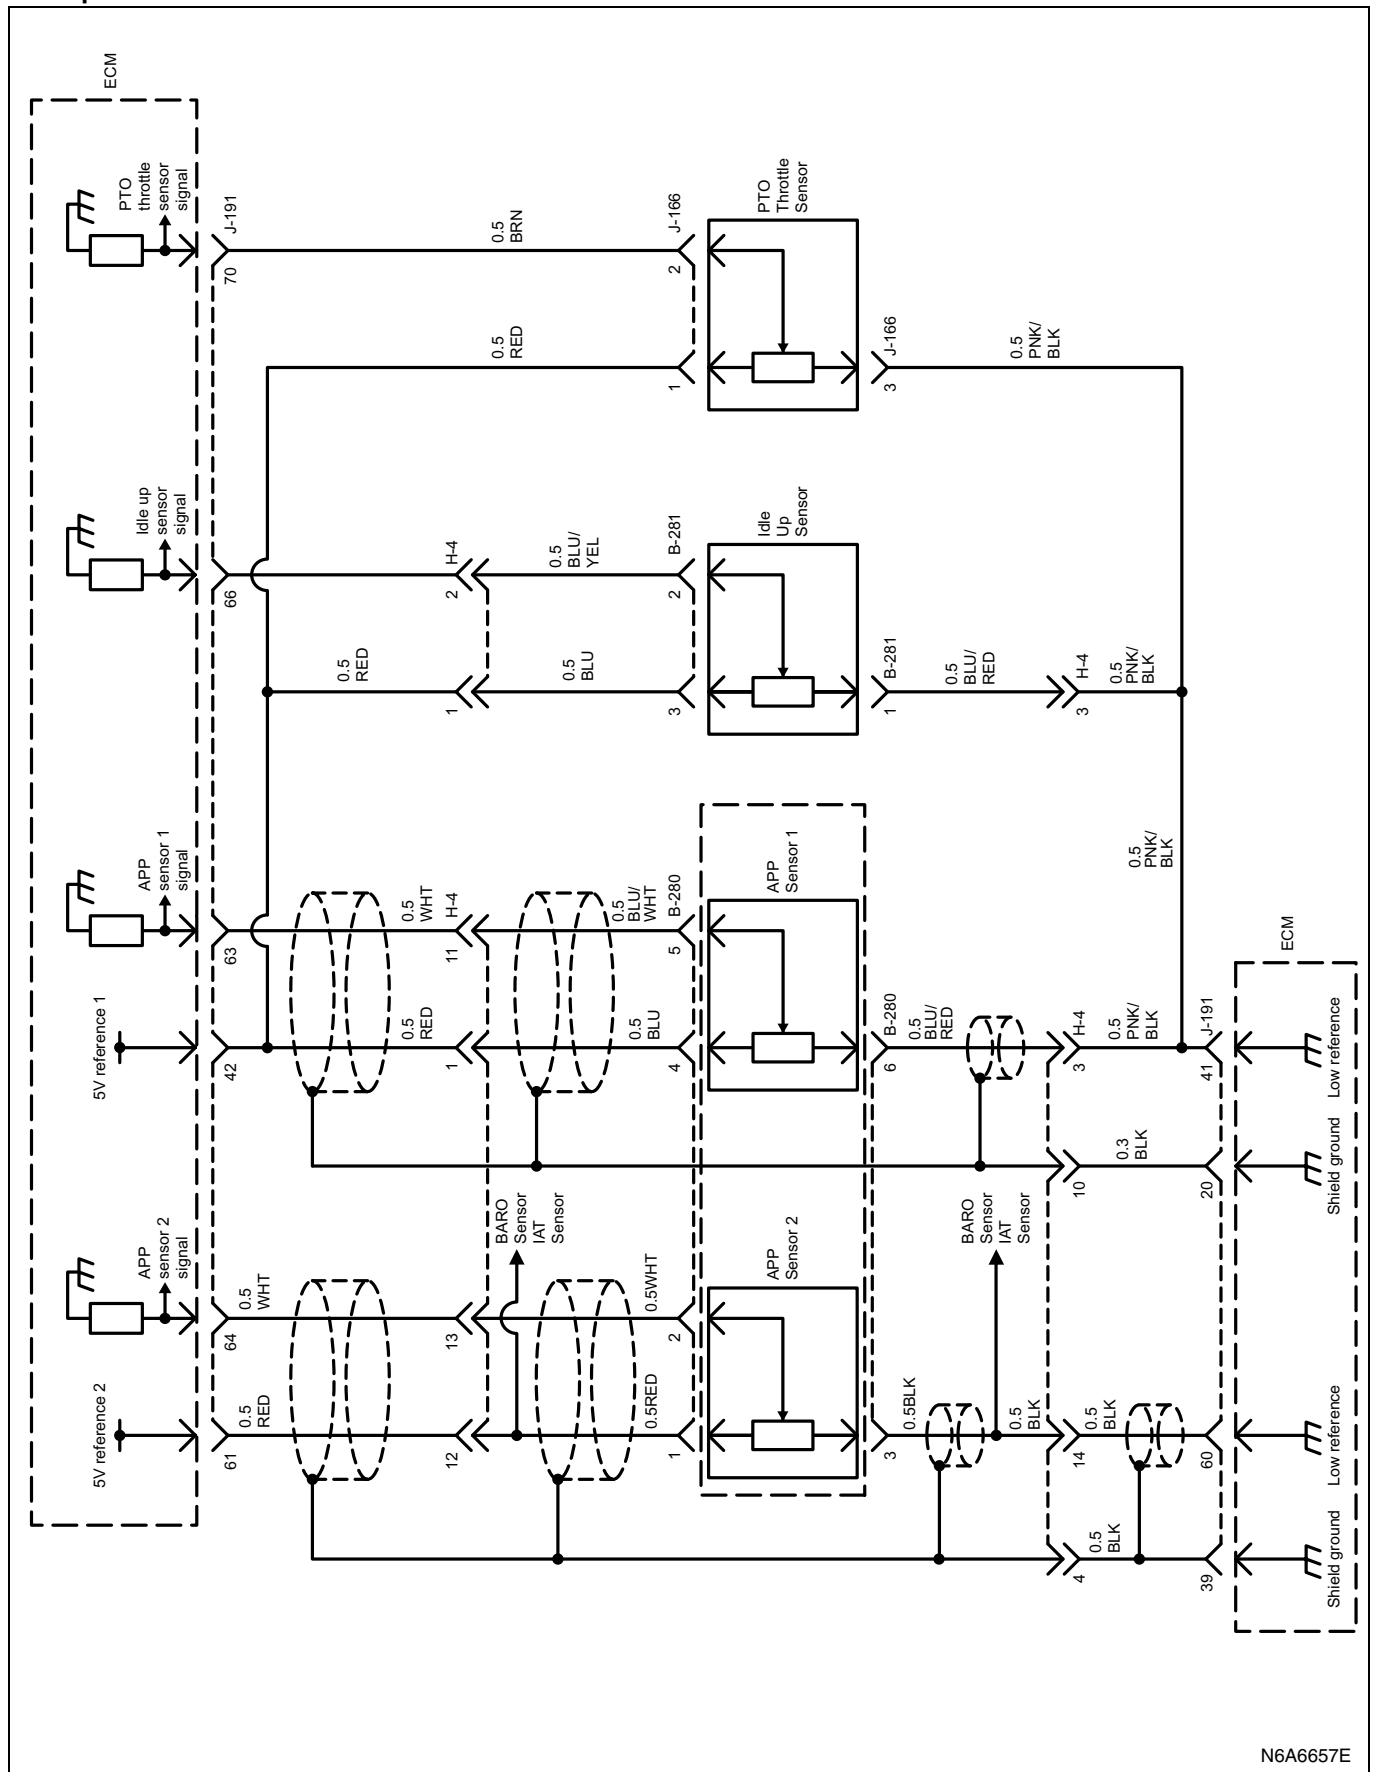 ECM
5V reference 2
APP
sensor 2
signal
5V reference 1
APP
sensor 1
signal
Idle up
sensor
signal
PTO
throttle
sensor
signal
61
64
42
63
66
70
J-191
0.5
RED
0.5
WHT
0.5
RED
0.5
WHT
0.5
RED
0.5
RED
0.5
BRN
12
13
1
11
H-4
1
2
H-4
BARO
Sensor
IAT
Sensor
0.5RED
0.5WHT
0.5
BLU
0.5
BLU/
WHT
0.5
BLU
0.5
BLU/
YEL
1
2
4
5
B-280
3
2
B-281
1
2
J-166
APP
Sensor 2
APP
Sensor 1
Idle
Up
Sensor
PTO
Throttle
Sensor
3
6
B-280
1
B-281
3
J-166
0.5BLK
0.5
BLU/
RED
0.5
BLU/
RED
0.5
PNK/
BLK
BARO
Sensor
IAT
Sensor
0.5
BLK
4
14
10
3
H-4
3
H-4
0.5
BLK
0.5
BLK
0.3
BLK
0.5
PNK/
BLK
0.5
PNK/
BLK
0.5
PNK/
BLK
39
60
20
41
J-191
ECM
Shield ground
Low reference
Shield ground
Low reference
N6A6657E